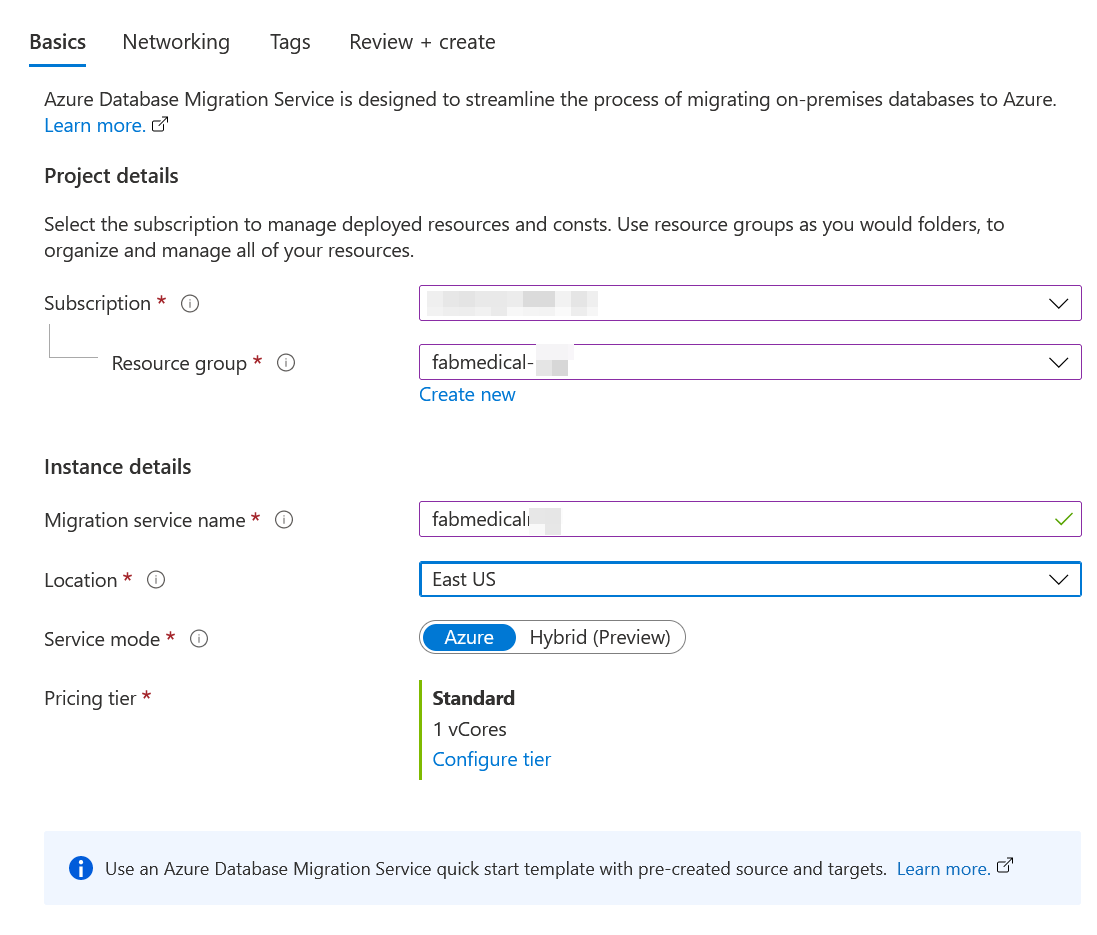 Basics Networking Tags Review + create
Azure Database Migration Service is designed to streamline the process of migrating on-premises databases to Azure.
Learn more.
Project details
Select the subscription to manage deployed resources and consts. Use resource groups as you would folders, to
organize and manage all of your resources.
Subscription *
Resource group * fabmedical-
Create new
Instance details
Migration service name * fabmedical
Location * East US
Service mode * Azure Hybrid (Preview)
Pricing tier * Standard
1 vCores
Configure tier
Use an Azure Database Migration Service quick start template with pre-created source and targets. Learn more.